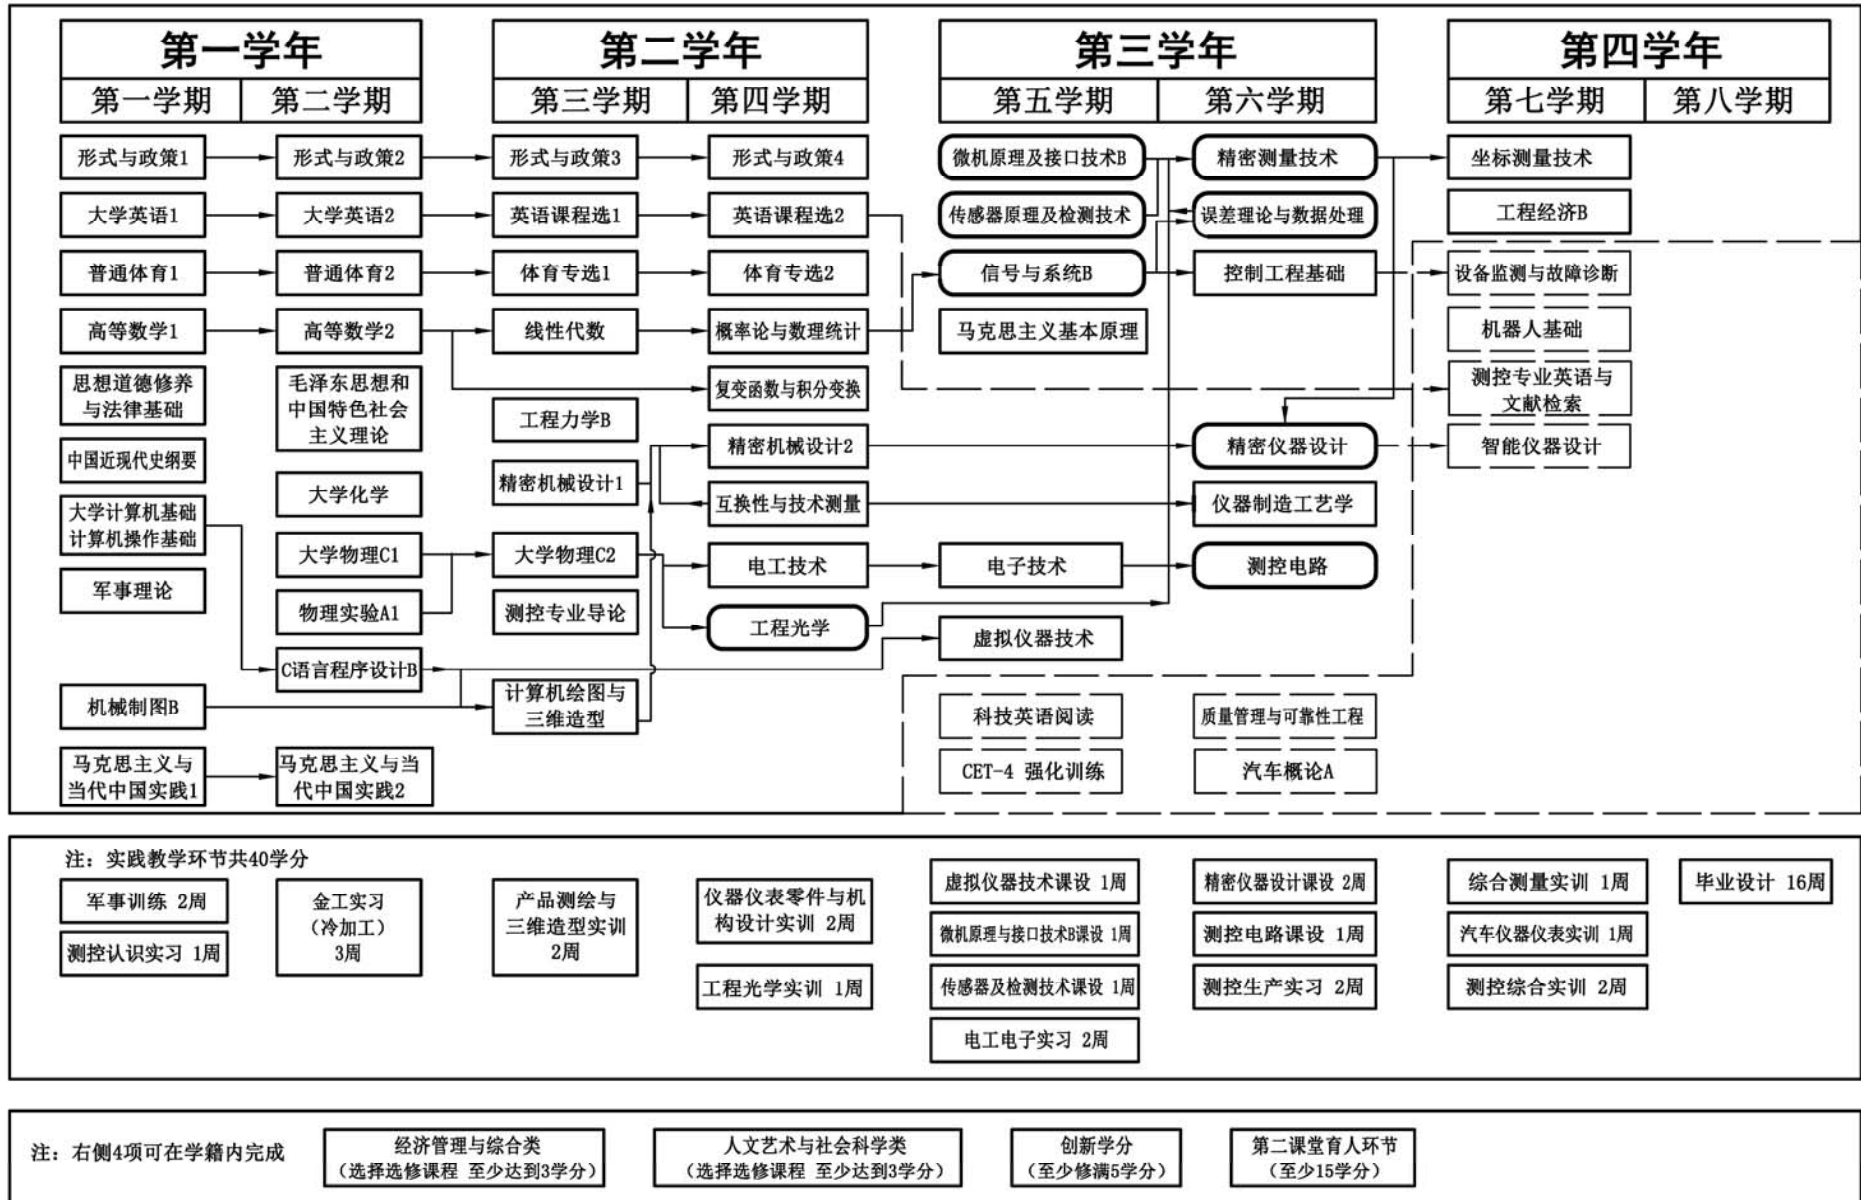 第一学年
第二学年
第三学年
第四学年
第一学期
第二学期
第三学期
第四学期
第五学期
第六学期
第七学期
第八学期
形式与政策1
形式与政策2
形式与政策3
形式与政策4
微机原理及接口技术B
精密测量技术
坐标测量技术
大学英语1
大学英语2
英语课程选1
英语课程选2
传感器原理及检测技术
误差理论与数据处理
工程经济B
普通体育1
普通体育2
体育专选1
体育专选2
信号与系统B
控制工程基础
设备监测与故障诊断
高等数学1
高等数学2
线性代数
概率论与数理统计
马克思主义基本原理
机器人基础
思想道德修养
与法律基础
毛泽东思想和
中国特色社会
主义理论
工程力学B
复变函数与积分变换
测控专业英语与
文献检索
中国近现代史纲要
精密机械设计2
精密仪器设计
智能仪器设计
大学化学
精密机械设计1
互换性与技术测量
仪器制造工艺学
大学计算机基础
计算机操作基础
大学物理C1
大学物理C2
电工技术
电子技术
测控电路
军事理论
物理实验A1
测控专业导论
工程光学
虚拟仪器技术
C语言程序设计B
机械制图B
计算机绘图与
三维造型
科技英语阅读
质量管理与可靠性工程
马克思主义与
当代中国实践1
马克思主义与当
代中国实践2
CET-4 强化训练
汽车概论A
注：实践教学环节共40学分
军事训练 2周
测控认识实习 1周
金工实习
（冷加工）
3周
产品测绘与
三维造型实训
2周
仪器仪表零件与机
构设计实训 2周
工程光学实训 1周
虚拟仪器技术课设 1周
微机原理与接口技术B课设 1周
传感器及检测技术课设 1周
电工电子实习 2周
精密仪器设计课设 2周
测控电路课设 1周
测控生产实习 2周
综合测量实训 1周
汽车仪器仪表实训 1周
测控综合实训 2周
毕业设计 16周
注：右侧4项可在学籍内完成
经济管理与综合类
（选择选修课程 至少达到3学分）
人文艺术与社会科学类
（选择选修课程 至少达到3学分）
创新学分
（至少修满5学分）
第二课堂育人环节
（至少15学分）